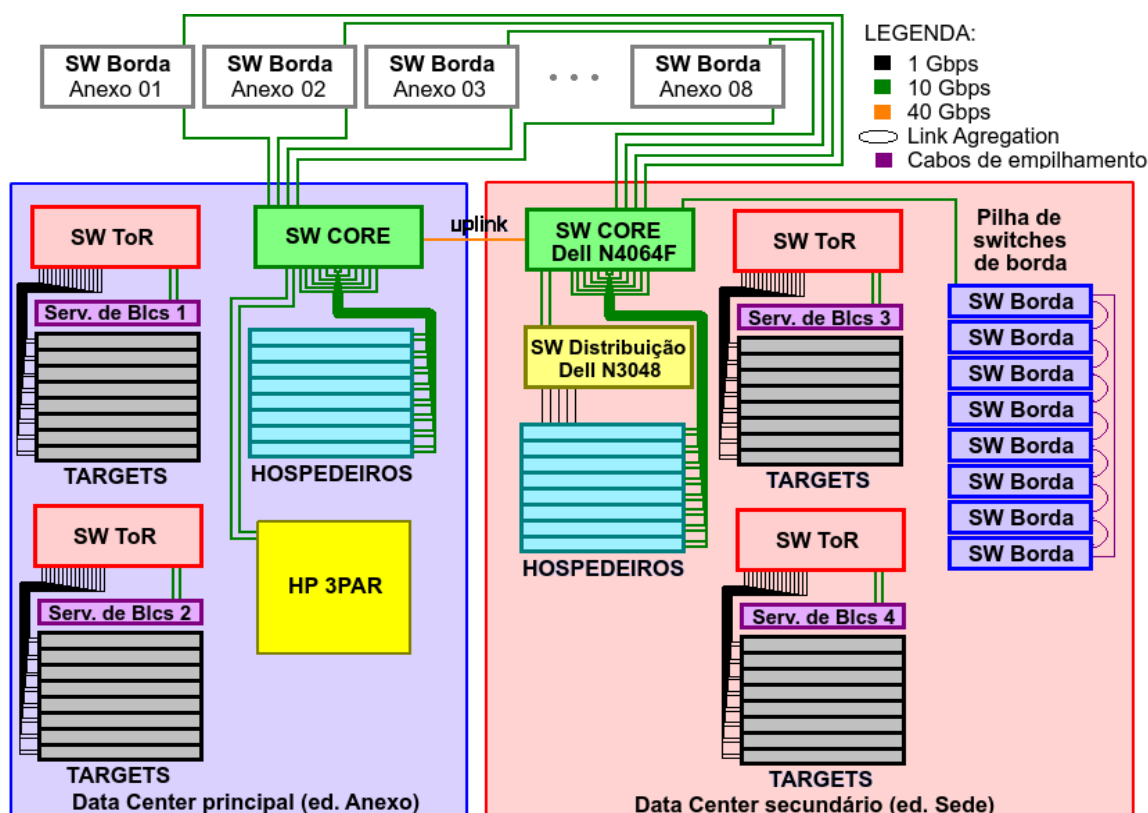 SW Borda
Anexo 01
SW Borda
Anexo 02
SW Borda
Anexo 03
...
SW Borda
Anexo 08
LEGENDA:
1 Gbps
10 Gbps
40 Gbps
Link Agregation
Cabos de empilhamento
SW ToR
Serv. de Blcs 1
TARGETS
SW ToR
Serv. de Blcs 2
TARGETS
SW CORE
HOSPEDEIROS
HP 3PAR
Data Center principal (ed. Anexo)
uplink
SW CORE
Dell N4064F
SW Distribuição
Dell N3048
HOSPEDEIROS
SW ToR
Serv. de Blcs 3
TARGETS
SW ToR
Serv. de Blcs 4
TARGETS
Pilha de
switches
de borda
SW Borda
SW Borda
SW Borda
SW Borda
SW Borda
SW Borda
SW Borda
SW Borda
Data Center secundário (ed. Sede)